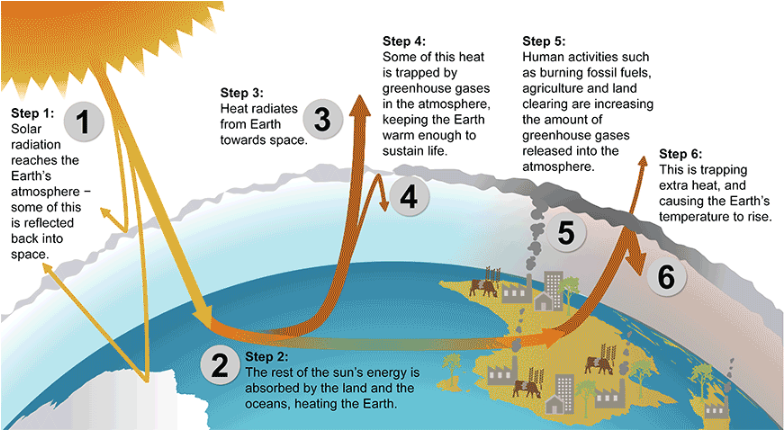 Step 1:
Solar
radiation
reaches the
Earth's
atmosphere –
some of this
is reflected
back into
space.
1
2
Step 2:
The rest of the sun's energy is
absorbed by the land and the
oceans, heating the Earth.
Step 3:
Heat radiates
from Earth
towards space.
3
Step 4:
Some of this heat
is trapped by
greenhouse gases
in the atmosphere,
keeping the Earth
warm enough to
sustain life.
4
Step 5:
Human activities such
as burning fossil fuels,
agriculture and land
clearing are increasing
the amount of
greenhouse gases
released into the
atmosphere.
5
Step 6:
This is trapping
extra heat, and
causing the Earth's
temperature to rise.
6